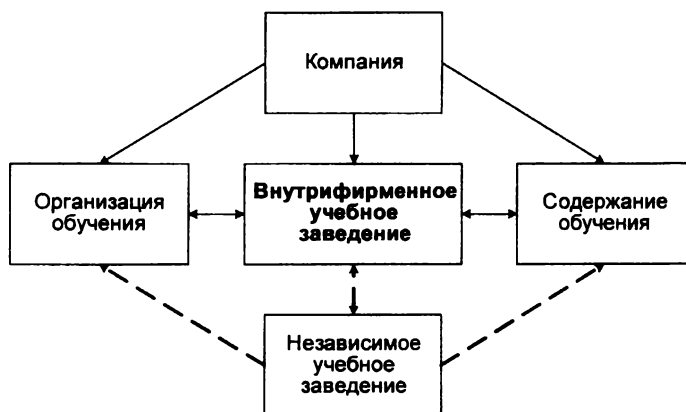 Компания
Организация
обучения
Внутрифирменное
учебное
заведение
Содержание
обучения
Независимое
учебное
заведение